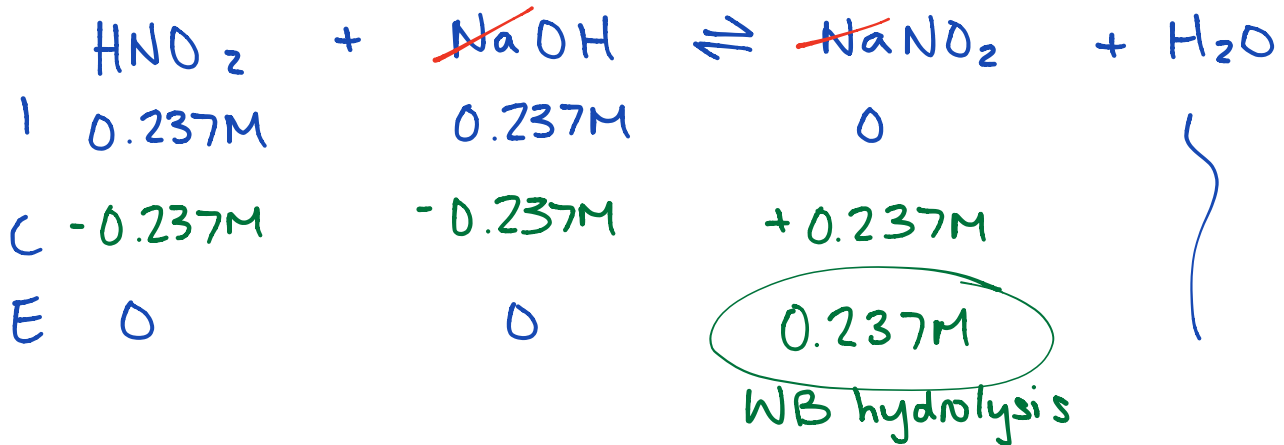 HNO₂ + NaOH ⇌ NaNO₂ + H₂O
I 0.237M 0.237M 0
C -0.237M -0.237M +0.237M
E 0 0 0.237M
WB hydrolysis